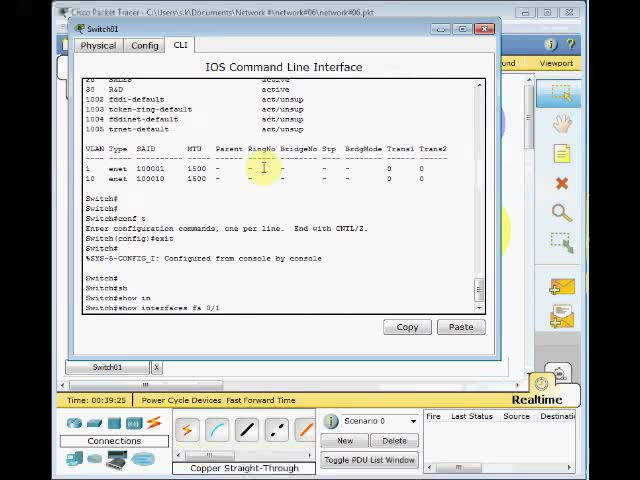 Cisco Packet Tracer - C:\Users\s.k\Documents\Network #\network#06\network#06.pkt
Switch01
Physical Config CLI
IOS Command Line Interface
20 SALES active
30 R&D active
1002 fddi-default act/unsup
1003 token-ring-default act/unsup
1004 fddinet-default act/unsup
1005 trnet-default act/unsup
VLAN Type SAID MTU Parent RingNo BridgeNo Stp BrdgMode Trans1 Trans2
---- ----- ---------- ----- ------ ------ -------- ---- -------- ------ ------
1 enet 100001 1500 - - - - - 0 0
10 enet 100010 1500 - - - - - 0 0
Switch#
Switch#
Switch#conf t
Enter configuration commands, one per line. End with CNTL/Z.
Switch(config)#exit
Switch#
%SYS-5-CONFIG_I: Configured from console by console
Switch#
Switch#sh
Switch#show in
Switch#show interfaces fa 0/1
Copy Paste
und Viewport
Switch01 X
Realtime
Time: 00:39:25 Power Cycle Devices Fast Forward Time
Connections
Copper Straight-Through
Scenario 0
New Delete
Toggle PDU List Window
Fire Last Status Source Destinati